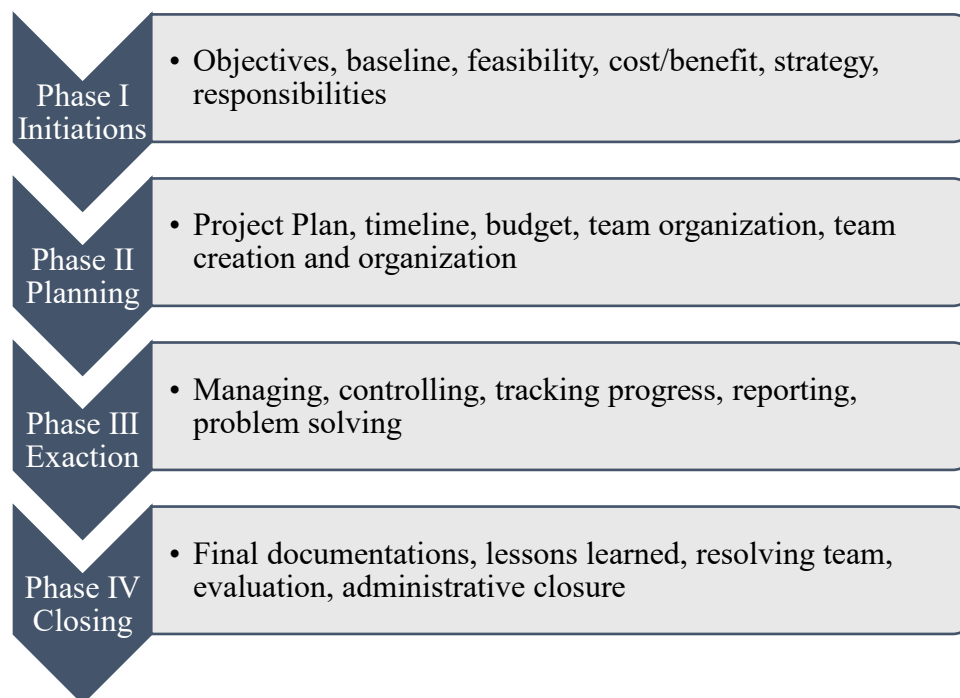 Phase I
Initiations
• Objectives, baseline, feasibility, cost/benefit, strategy,
responsibilities
Phase II
Planning
• Project Plan, timeline, budget, team organization, team
creation and organization
Phase III
Exaction
• Managing, controlling, tracking progress, reporting,
problem solving
Phase IV
Closing
• Final documentations, lessons learned, resolving team,
evaluation, administrative closure